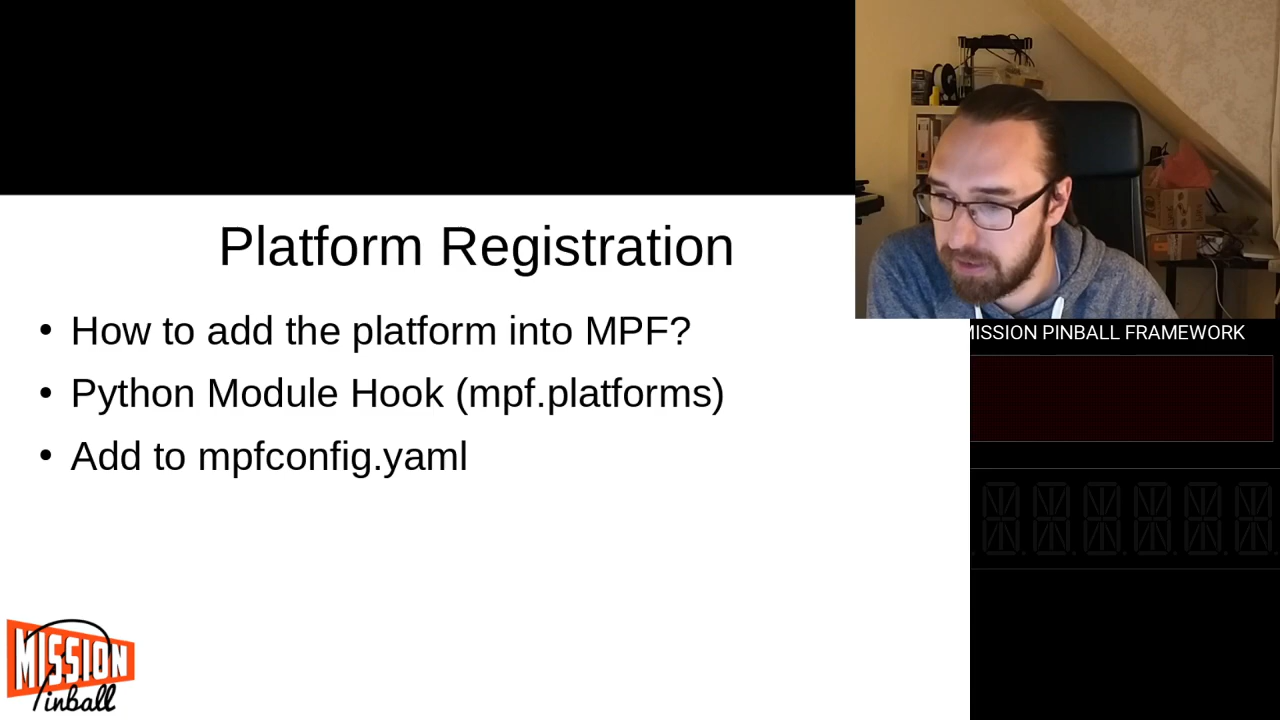 Platform Registration
• How to add the platform into MPF?
• Python Module Hook (mpf.platforms)
• Add to mpfconfig.yaml
MISSION PINBALL FRAMEWORK
MISSION
Pinball